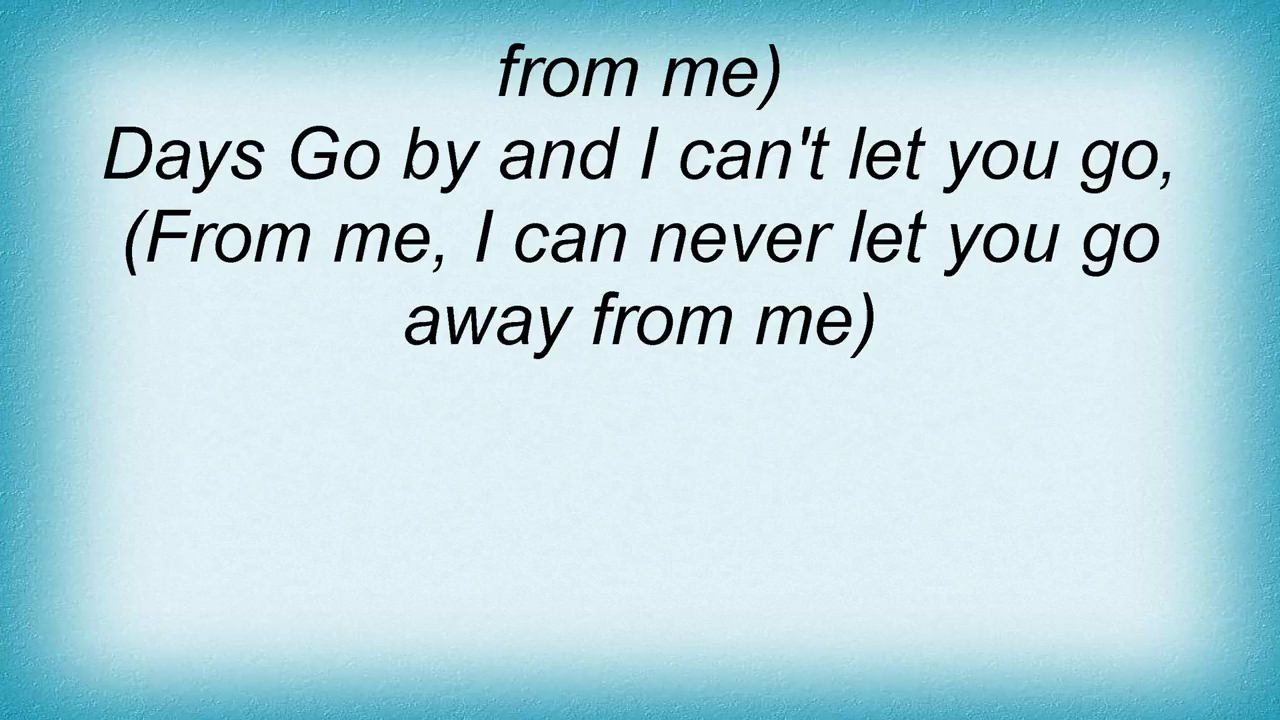 from me)
Days Go by and I can't let you go,
(From me, I can never let you go
away from me)